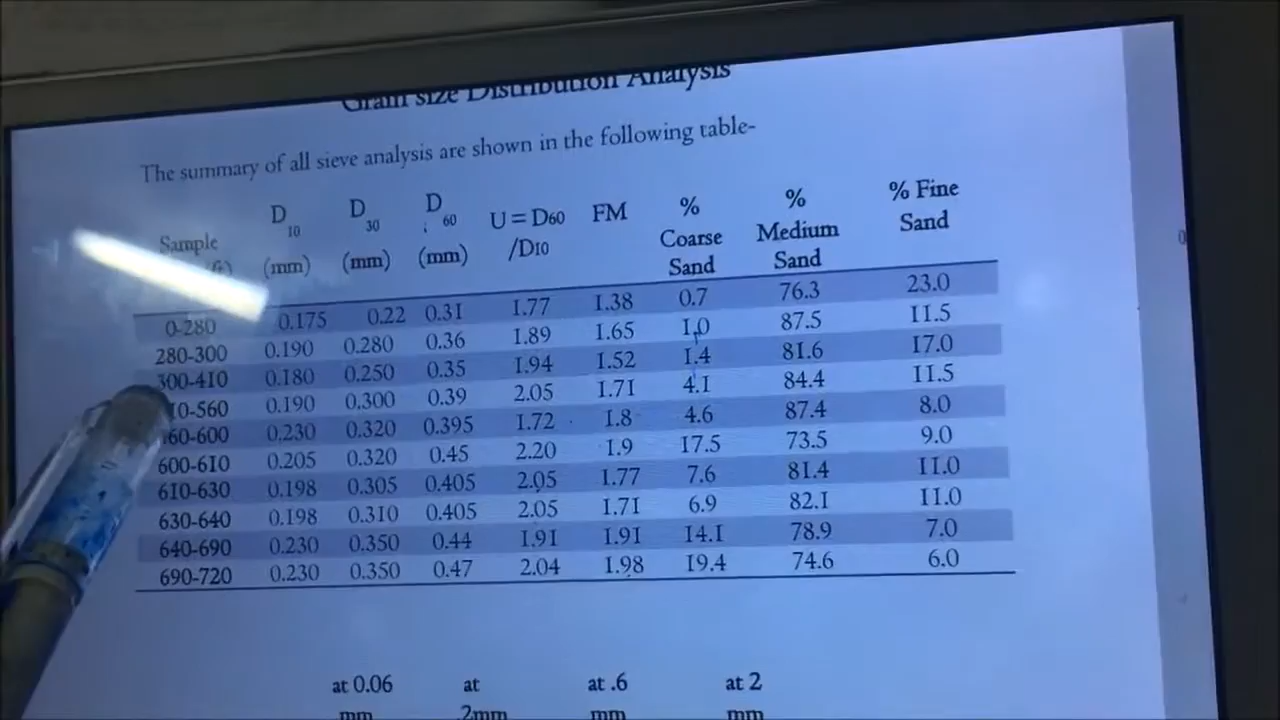 Grain size Distribution Analysis
The summary of all sieve analysis are shown in the following table-
Sample D10 (mm) D30 (mm) D60 (mm) U = D60 /D10 FM % Coarse Sand % Medium Sand % Fine Sand
0-280 0.175 0.22 0.31 1.77 1.38 0.7 76.3 23.0
280-300 0.190 0.280 0.36 1.89 1.65 1.0 87.5 11.5
300-410 0.180 0.250 0.35 1.94 1.52 1.4 81.6 17.0
10-560 0.190 0.300 0.39 2.05 1.71 4.1 84.4 11.5
60-600 0.230 0.320 0.395 1.72 1.8 4.6 87.4 8.0
600-610 0.205 0.320 0.45 2.20 1.9 17.5 73.5 9.0
610-630 0.198 0.305 0.405 2.05 1.77 7.6 81.4 11.0
630-640 0.198 0.310 0.405 2.05 1.71 6.9 82.1 11.0
640-690 0.230 0.350 0.44 1.91 1.91 14.1 78.9 7.0
690-720 0.230 0.350 0.47 2.04 1.98 19.4 74.6 6.0
at 0.06 at at .6 at 2
mm .2mm mm mm